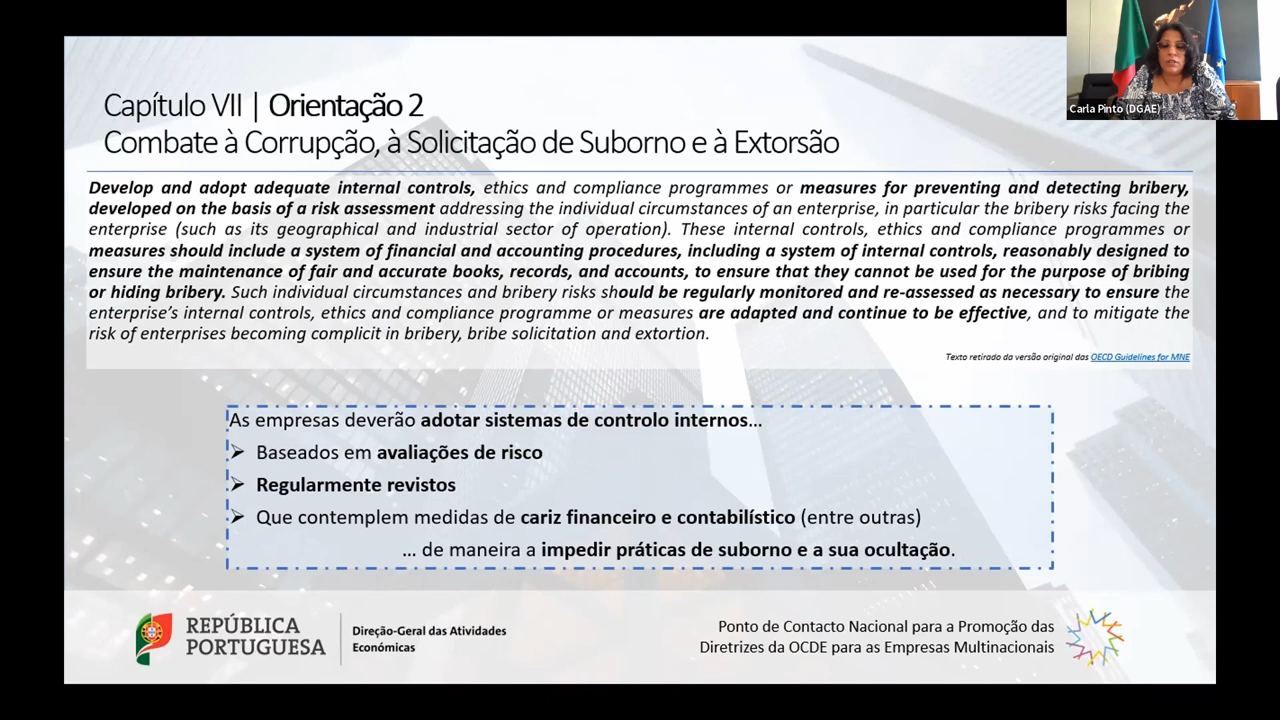 Carla Pinto (DGAE)
Capítulo VII | Orientação 2
Combate à Corrupção, à Solicitação de Suborno e à Extorsão
Develop and adopt adequate internal controls, ethics and compliance programmes or measures for preventing and detecting bribery,
developed on the basis of a risk assessment addressing the individual circumstances of an enterprise, in particular the bribery risks facing the
enterprise (such as its geographical and industrial sector of operation). These internal controls, ethics and compliance programmes or
measures should include a system of financial and accounting procedures, including a system of internal controls, reasonably designed to
ensure the maintenance of fair and accurate books, records, and accounts, to ensure that they cannot be used for the purpose of bribing
or hiding bribery. Such individual circumstances and bribery risks should be regularly monitored and re-assessed as necessary to ensure the
enterprise's internal controls, ethics and compliance programme or measures are adapted and continue to be effective, and to mitigate the
risk of enterprises becoming complicit in bribery, bribe solicitation and extortion.
Texto retirado da versão original das OECD Guidelines for MNE
As empresas deverão adotar sistemas de controlo internos...
➢ Baseados em avaliações de risco
➢ Regularmente revistos
➢ Que contemplem medidas de cariz financeiro e contabilístico (entre outras)
... de maneira a impedir práticas de suborno e a sua ocultação.
REPÚBLICA
PORTUGUESA
Direção-Geral das Atividades
Económicas
Ponto de Contacto Nacional para a Promoção das
Diretrizes da OCDE para as Empresas Multinacionais